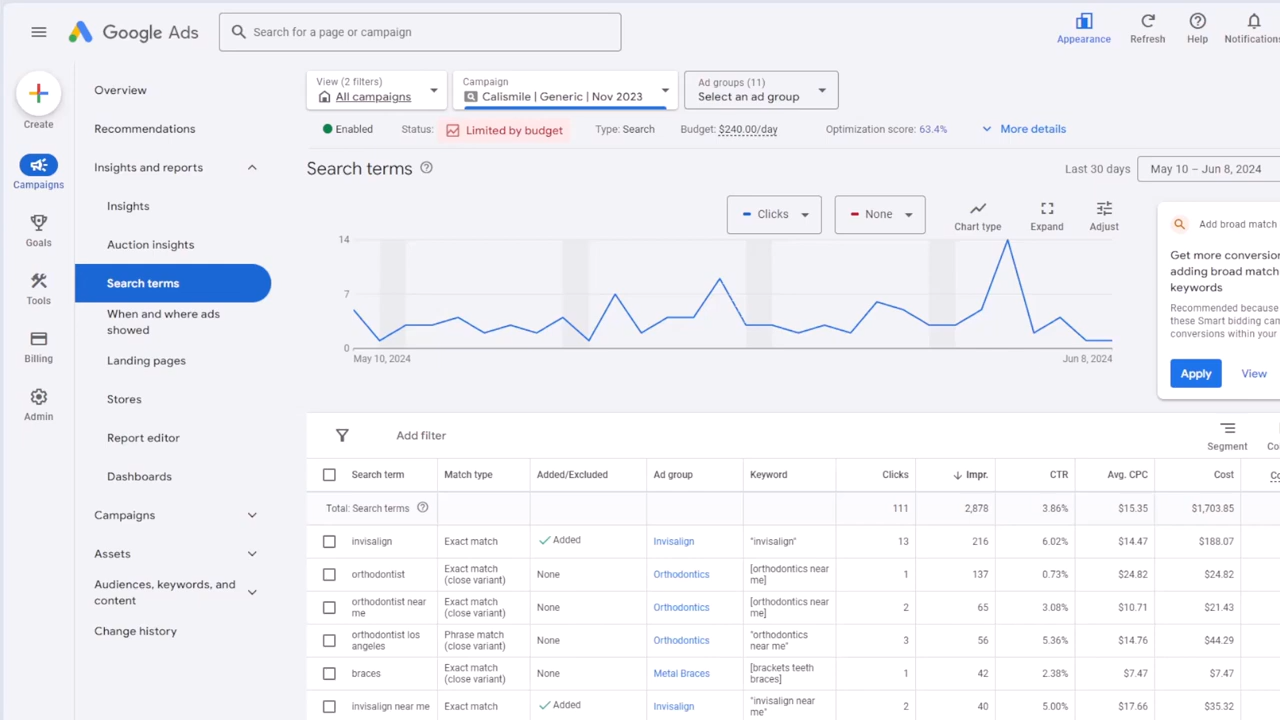 Google Ads
Search for a page or campaign
Appearance
Refresh
Help
Notifications
Create
Campaigns
Goals
Tools
Billing
Admin
Overview
Recommendations
Insights and reports
Insights
Auction insights
Search terms
When and where ads
showed
Landing pages
Stores
Report editor
Dashboards
Campaigns
Assets
Audiences, keywords, and
content
Change history
View (2 filters)
All campaigns
Campaign
Calismile | Generic | Nov 2023
Ad groups (11)
Select an ad group
Enabled Status: Limited by budget Type: Search Budget: $240.00/day Optimization score: 63.4% More details
Search terms
Last 30 days May 10 – Jun 8, 2024
Clicks
None
Chart type
Expand
Adjust
14
7
0
May 10, 2024
Jun 8, 2024
Add broad match
Get more conversion
adding broad match
keywords
Recommended because
these Smart bidding can
conversions within your
Apply View
Add filter
Segment
Co
Search term Match type Added/Excluded Ad group Keyword Clicks Impr. CTR Avg. CPC Cost Co
Total: Search terms 111 2,878 3.86% $15.35 $1,703.85
invisalign Exact match Added Invisalign "invisalign" 13 216 6.02% $14.47 $188.07
orthodontist Exact match (close variant) None Orthodontics [orthodontics near me] 1 137 0.73% $24.82 $24.82
orthodontist near me Exact match (close variant) None Orthodontics [orthodontics near me] 2 65 3.08% $10.71 $21.43
orthodontist los angeles Phrase match (close variant) None Orthodontics "orthodontics near me" 3 56 5.36% $14.76 $44.29
braces Exact match (close variant) None Metal Braces [brackets teeth braces] 1 42 2.38% $7.47 $7.47
invisalign near me Exact match Added Invisalign "invisalign near me" 2 40 5.00% $17.66 $35.32